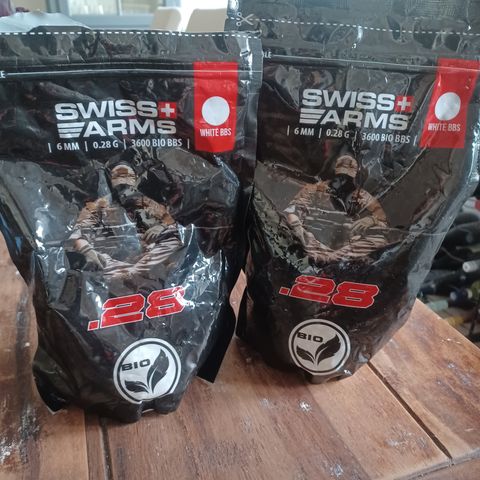 SWISS+
ARMS
| 6 MM | 0.28 G | 3600 BIO BBS |
WHITE BBS
.28
BIO
SWISS+
ARMS
| 6 MM | 0.28 G | 3600 BIO BBS |
WHITE BBS
.28
BIO